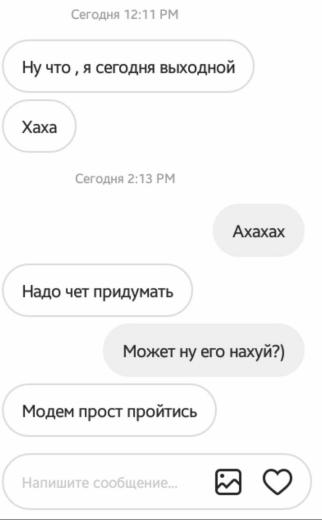 Сегодня 12:11 PM
Ну что , я сегодня выходной
Хаха
Сегодня 2:13 PM
Ахахах
Надо чет придумать
Может ну его нахуй?)
Модем прост пройтись
Напишите сообщение...